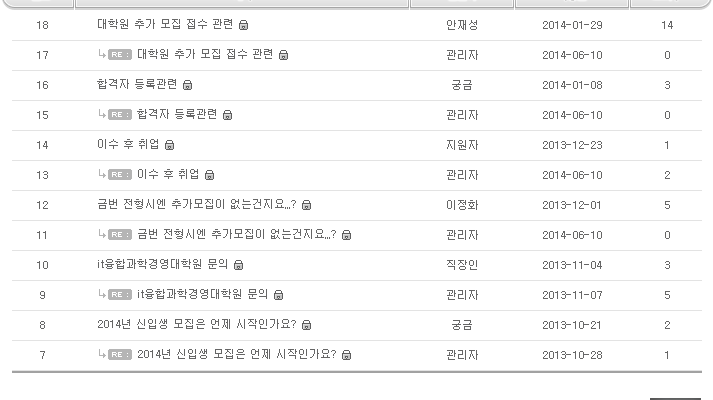 18 대학원 추가 모집 접수 관련 안재성 2014-01-29 14
17 RE : 대학원 추가 모집 접수 관련 관리자 2014-06-10 0
16 합격자 등록관련 궁금 2014-01-08 3
15 RE : 합격자 등록관련 관리자 2014-06-10 0
14 이수 후 취업 지원자 2013-12-23 1
13 RE : 이수 후 취업 관리자 2014-06-10 2
12 금번 전형시엔 추가모집이 없는건지요,,,? 이정화 2013-12-01 5
11 RE : 금번 전형시엔 추가모집이 없는건지요,,,? 관리자 2014-06-10 0
10 it융합과학경영대학원 문의 직장인 2013-11-04 3
9 RE : it융합과학경영대학원 문의 관리자 2013-11-07 5
8 2014년 신입생 모집은 언제 시작인가요? 궁금 2013-10-21 2
7 RE : 2014년 신입생 모집은 언제 시작인가요? 관리자 2013-10-28 1